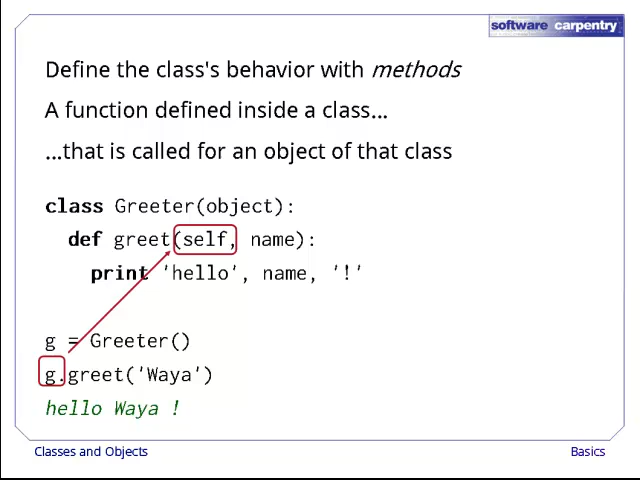 software carpentry
Define the class's behavior with methods
A function defined inside a class...
...that is called for an object of that class
class Greeter(object):
def greet(self, name):
print 'hello', name, '!'
g = Greeter()
g.greet('Waya')
hello Waya !
Classes and Objects
Basics